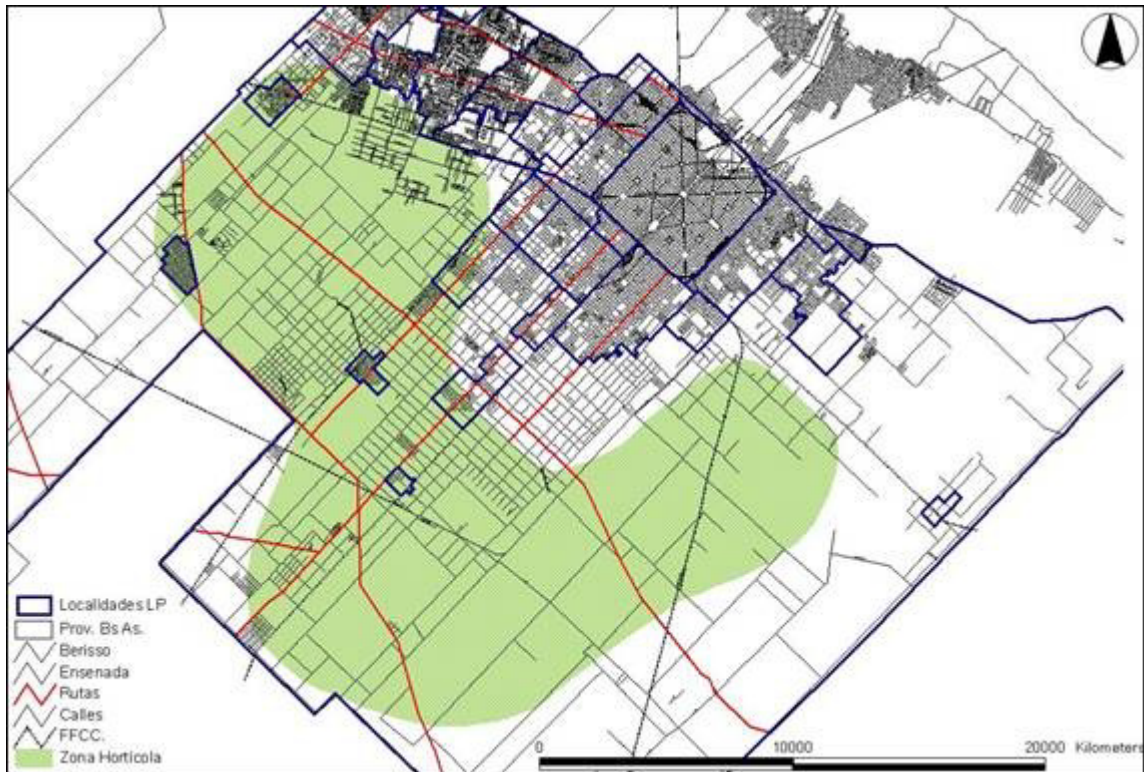 Localidades LP
Prov. Bs As.
Berisso
Ensenada
Rutas
Calles
FFCC.
Zona Hortícola
0 10000 20000 Kilometers